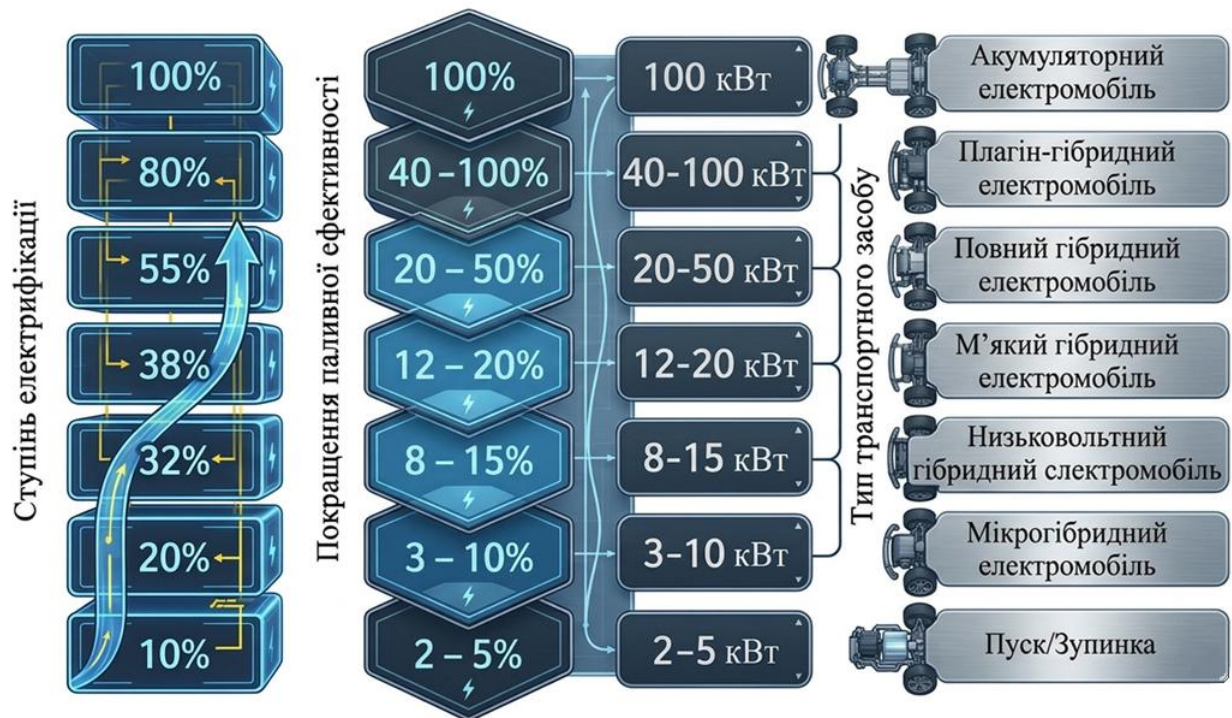 Ступінь електрифікації
100%
80%
55%
38%
32%
20%
10%
Покращення паливної ефективності
100%
40 – 100%
20 – 50%
12 – 20%
8 – 15%
3 – 10%
2 – 5%
100 кВт
40-100 кВт
20-50 кВт
12-20 кВт
8-15 кВт
3-10 кВт
2-5 кВт
Тип транспортного засобу
Акумуляторний
електромобіль
Плагін-гібридний
електромобіль
Повний гібридний
електромобіль
М’який гібридний
електромобіль
Низьковольтний
гібридний слектромобіль
Мікрогібридний
електромобіль
Пуск/Зупинка